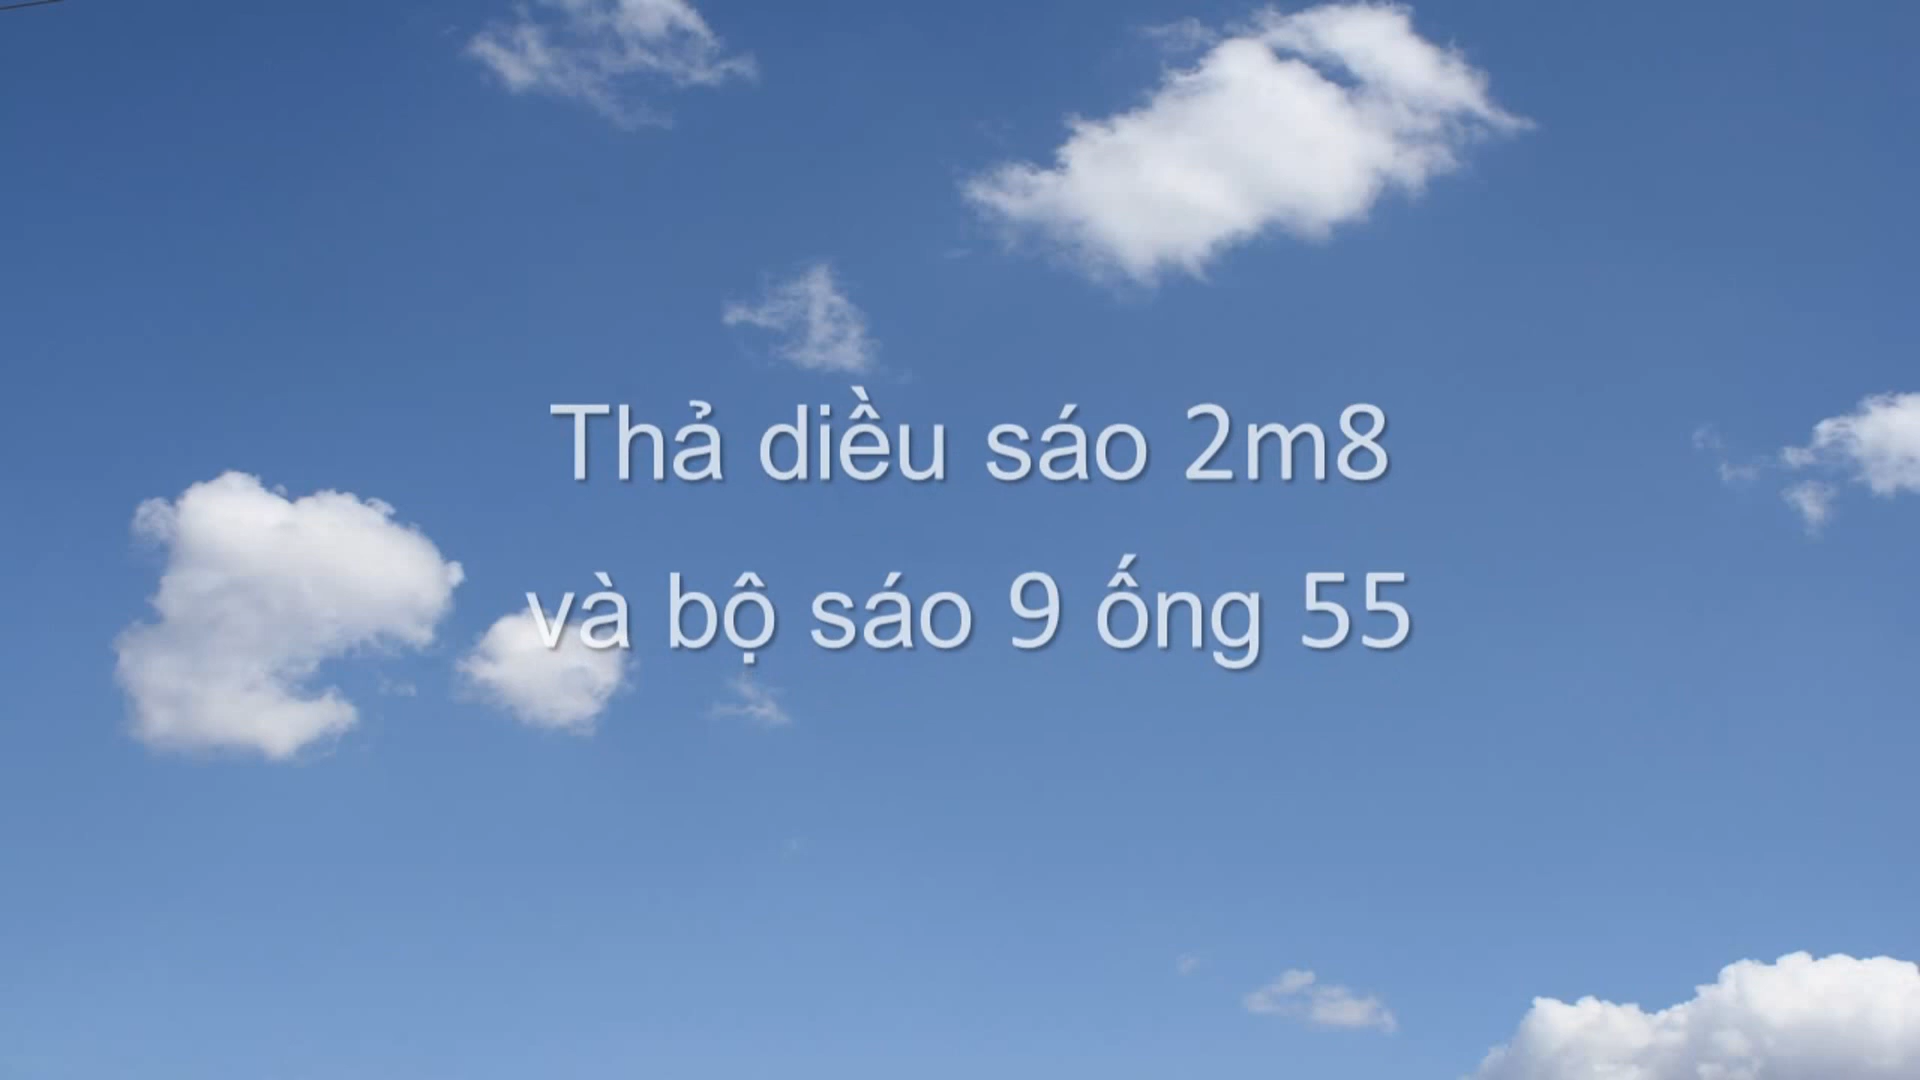 Thả diều sáo 2m8
và bộ sáo 9 ống 55